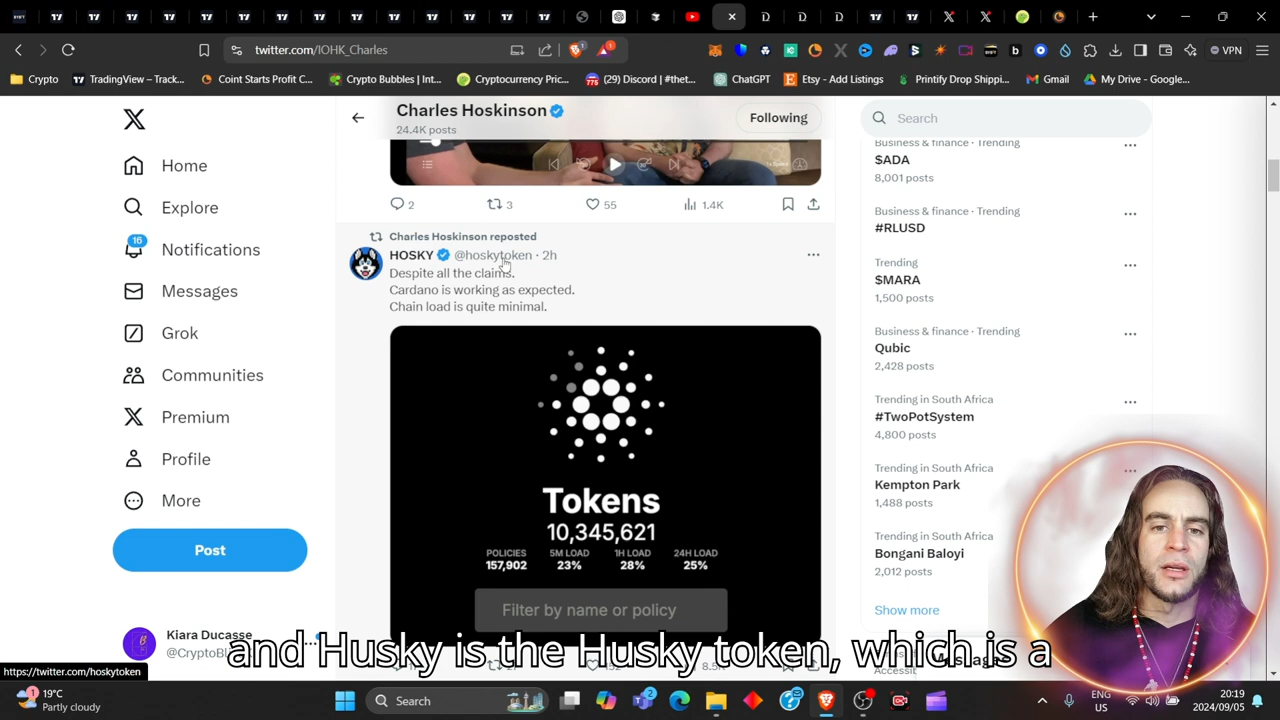 twitter.com/IOHK_Charles
VPN
Crypto
TradingView – Track...
Coint Starts Profit C...
Crypto Bubbles | Int...
Cryptocurrency Pric...
(29) Discord | #thet...
ChatGPT
Etsy - Add Listings
Printify Drop Shippi...
Gmail
My Drive - Google...
Charles Hoskinson
24.4K posts
Following
Search
Home
Explore
16
Notifications
Messages
Grok
Communities
Premium
Profile
More
Post
Kiara Ducasse
2
3
55
1.4K
Charles Hoskinson reposted
HOSKY @hoskytoken · 2h
Despite all the claims.
Cardano is working as expected.
Chain load is quite minimal.
Tokens
10,345,621
POLICIES 5M LOAD 1H LOAD 24H LOAD
157,902 23% 28% 25%
Filter by name or policy
Business & finance · Trending
$ADA
8,001 posts
Business & finance · Trending
#RLUSD
Trending
$MARA
1,500 posts
Business & finance · Trending
Qubic
2,428 posts
Trending in South Africa
#TwoPotSystem
4,800 posts
Trending in South Africa
Kempton Park
1,488 posts
Trending in South Africa
Bongani Baloyi
2,012 posts
Show more
and Husky is the Husky token, which is a
https://twitter.com/hoskytoken
19°C
Partly cloudy
Search
ENG
US
20:19
2024/09/05